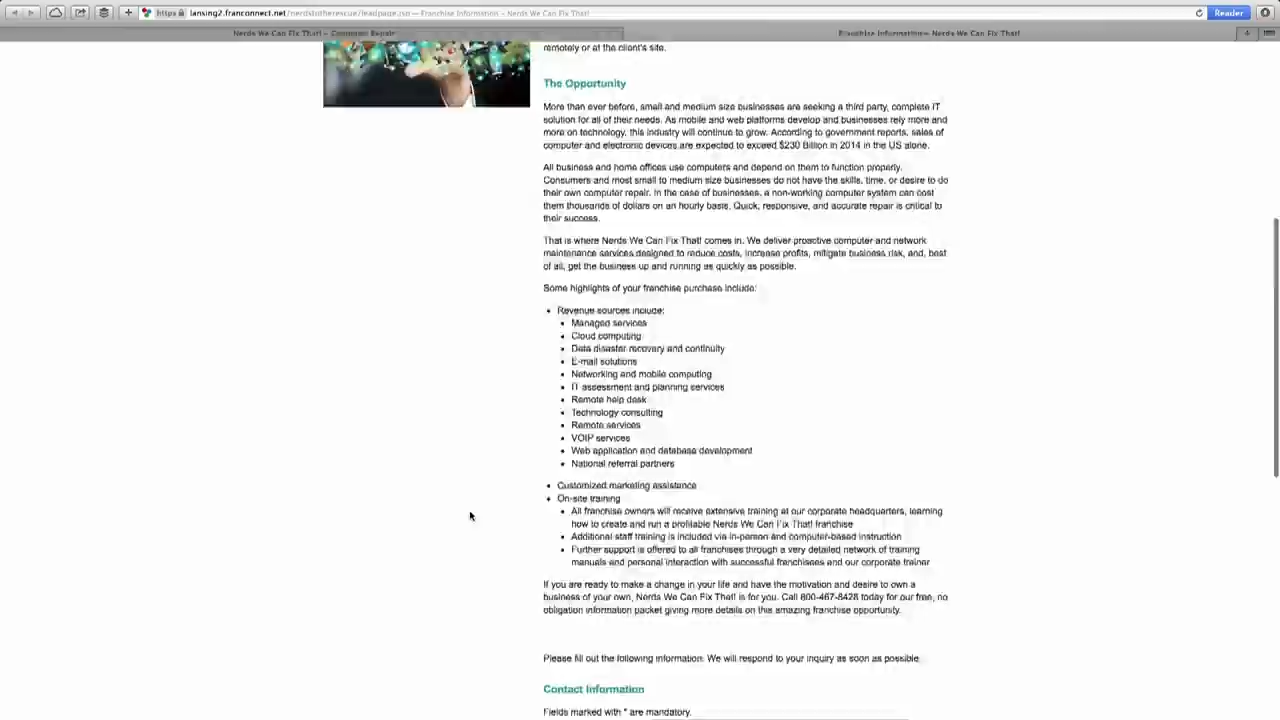 https lansing2.franconnect.net/nerdstotherescue/leadpage.jsp — Franchise Information – Nerds We Can Fix That!
Reader
Nerds We Can Fix That! – Computer Repair
Franchise Information – Nerds We Can Fix That!
remotely or at the client's site.
The Opportunity
More than ever before, small and medium size businesses are seeking a third party, complete IT
solution for all of their needs. As mobile and web platforms develop and businesses rely more and
more on technology, this industry will continue to grow. According to government reports, sales of
computer and electronic devices are expected to exceed $230 Billion in 2014 in the US alone.
All business and home offices use computers and depend on them to function properly.
Consumers and most small to medium size businesses do not have the skills, time, or desire to do
their own computer repair. In the case of businesses, a non-working computer system can cost
them thousands of dollars on an hourly basis. Quick, responsive, and accurate repair is critical to
their success.
That is where Nerds We Can Fix That! comes in. We deliver proactive computer and network
maintenance services designed to reduce costs, increase profits, mitigate business risk, and, best
of all, get the business up and running as quickly as possible.
Some highlights of your franchise purchase include:
• Revenue sources include:
• Managed services
• Cloud computing
• Data disaster recovery and continuity
• E-mail solutions
• Networking and mobile computing
• IT assessment and planning services
• Remote help desk
• Technology consulting
• Remote services
• VOIP services
• Web application and database development
• National referral partners
• Customized marketing assistance
• On-site training
• All franchise owners will receive extensive training at our corporate headquarters, learning
how to create and run a profitable Nerds We Can Fix That! franchise
• Additional staff training is included via in-person and computer-based instruction
• Further support is offered to all franchises through a very detailed network of training
manuals and personal interaction with successful franchisees and our corporate trainer
If you are ready to make a change in your life and have the motivation and desire to own a
business of your own, Nerds We Can Fix That! is for you. Call 800-467-8428 today for our free, no
obligation information packet giving more details on this amazing franchise opportunity.
Please fill out the following information. We will respond to your inquiry as soon as possible
Contact Information
Fields marked with * are mandatory.